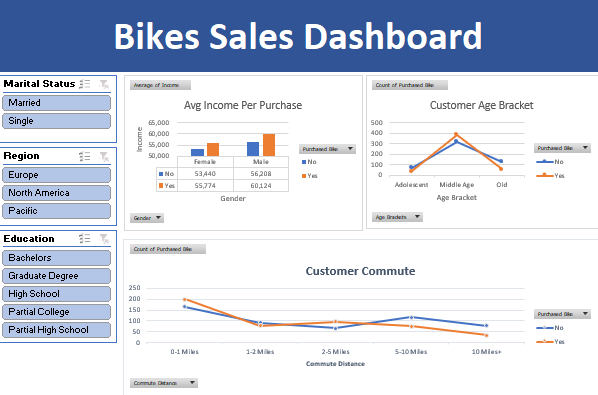 Bikes Sales Dashboard
Marital Status
Married
Single
Region
Europe
North America
Pacific
Education
Bachelors
Graduate Degree
High School
Partial College
Partial High School
Average of Income
Avg Income Per Purchase
Income
65,000
60,000
55,000
50,000
Female Male
No 53,440 56,208
Yes 55,774 60,124
Gender
Purchased Bike
No
Yes
Gender
Count of Purchased Bike
Customer Age Bracket
500
400
300
200
100
0
Adolescent Middle Age Old
Age Bracket
Purchased Bike
No
Yes
Age Brackets
Count of Purchased Bike
Customer Commute
250
200
150
100
50
0
0-1 Miles 1-2 Miles 2-5 Miles 5-10 Miles 10 Miles+
Commute Distance
Purchased Bike
No
Yes
Commute Distance